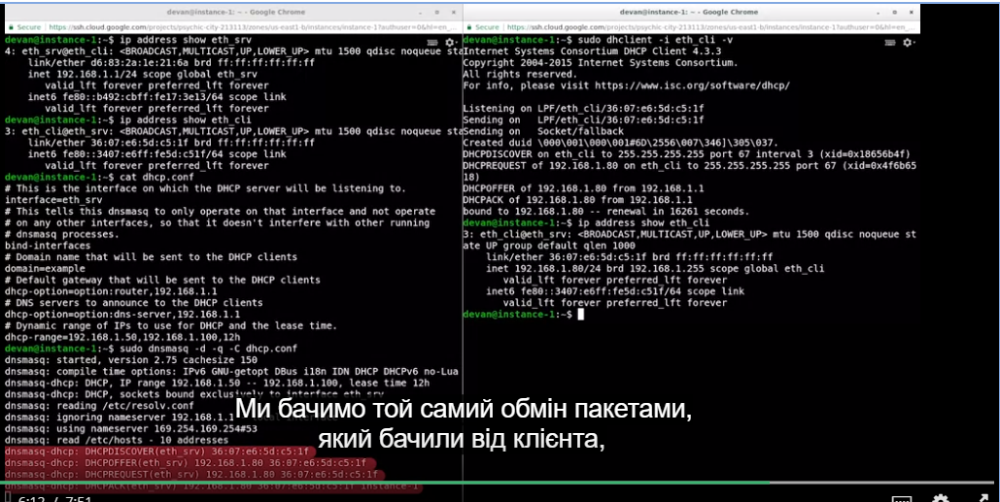 devan@instance-1: ~ - Google Chrome
Secure https://ssh.cloud.google.com/projects/psychic-city-213113/zones/us-east1-b/instances/instance-1?authuser=0&hl=en_...
devan@instance-1:~$ ip address show eth_srv
4: eth_srv@eth_cli: <BROADCAST,MULTICAST,UP,LOWER_UP> mtu 1500 qdisc noqueue sta
link/ether d6:83:2a:1e:21:6a brd ff:ff:ff:ff:ff:ff
inet 192.168.1.1/24 scope global eth_srv
valid_lft forever preferred_lft forever
inet6 fe80::b492:cbff:fe17:3e13/64 scope link
valid_lft forever preferred_lft forever
devan@instance-1:~$ ip address show eth_cli
3: eth_cli@eth_srv: <BROADCAST,MULTICAST,UP,LOWER_UP> mtu 1500 qdisc noqueue sta
link/ether 36:07:e6:5d:c5:1f brd ff:ff:ff:ff:ff:ff
inet6 fe80::3407:e6ff:fe5d:c51f/64 scope link
valid_lft forever preferred_lft forever
devan@instance-1:~$ cat dhcp.conf
# This is the interface on which the DHCP server will be listening to.
interface=eth_srv
# This tells this dnsmasq to only operate on that interface and not operate
# on any other interfaces, so that it doesn't interfere with other running
# dnsmasq processes.
bind-interfaces
# Domain name that will be sent to the DHCP clients
domain=example
# Default gateway that will be sent to the DHCP clients
dhcp-option=option:router,192.168.1.1
# DNS servers to announce to the DHCP clients
dhcp-option=option:dns-server,192.168.1.1
# Dynamic range of IPs to use for DHCP and the lease time.
dhcp-range=192.168.1.50,192.168.1.100,12h
devan@instance-1:~$ sudo dnsmasq -d -q -C dhcp.conf
dnsmasq: started, version 2.75 cachesize 150
dnsmasq: compile time options: IPv6 GNU-getopt DBus i18n IDN DHCP DHCPv6 no-Lua
dnsmasq-dhcp: DHCP, IP range 192.168.1.50 -- 192.168.1.100, lease time 12h
dnsmasq-dhcp: DHCP, sockets bound exclusively to interface eth_srv
dnsmasq: reading /etc/resolv.conf
dnsmasq: ignoring nameserver 192.168.1.1
dnsmasq: using nameserver 169.254.169.254#53
dnsmasq: read /etc/hosts - 10 addresses
dnsmasq-dhcp: DHCPDISCOVER(eth_srv) 36:07:e6:5d:c5:1f
dnsmasq-dhcp: DHCPOFFER(eth_srv) 192.168.1.80 36:07:e6:5d:c5:1f
dnsmasq-dhcp: DHCPREQUEST(eth_srv) 192.168.1.80 36:07:e6:5d:c5:1f
dnsmasq-dhcp: DHCPACK(eth_srv) 192.168.1.80 36:07:e6:5d:c5:1f instance-1
devan@instance-1: ~ - Google Chrome
Secure https://ssh.cloud.google.com/projects/psychic-city-213113/zones/us-east1-b/instances/instance-1?authuser=0&hl=en_...
devan@instance-1:~$ sudo dhclient -i eth_cli -v
Internet Systems Consortium DHCP Client 4.3.3
Copyright 2004-2015 Internet Systems Consortium.
All rights reserved.
For info, please visit https://www.isc.org/software/dhcp/
Listening on LPF/eth_cli/36:07:e6:5d:c5:1f
Sending on LPF/eth_cli/36:07:e6:5d:c5:1f
Sending on Socket/fallback
Created duid \000\001\000\001#6D\2556\007\346]\305\037.
DHCPDISCOVER on eth_cli to 255.255.255.255 port 67 interval 3 (xid=0x18656b4f)
DHCPREQUEST of 192.168.1.80 on eth_cli to 255.255.255.255 port 67 (xid=0x4f6b65
18)
DHCPOFFER of 192.168.1.80 from 192.168.1.1
DHCPACK of 192.168.1.80 from 192.168.1.1
bound to 192.168.1.80 -- renewal in 16261 seconds.
devan@instance-1:~$ ip address show eth_cli
3: eth_cli@eth_srv: <BROADCAST,MULTICAST,UP,LOWER_UP> mtu 1500 qdisc noqueue st
ate UP group default qlen 1000
link/ether 36:07:e6:5d:c5:1f brd ff:ff:ff:ff:ff:ff
inet 192.168.1.80/24 brd 192.168.1.255 scope global eth_cli
valid_lft forever preferred_lft forever
inet6 fe80::3407:e6ff:fe5d:c51f/64 scope link
valid_lft forever preferred_lft forever
devan@instance-1:~$
Ми бачимо той самий обмін пакетами,
який бачили від клієнта,
6:12 / 7:51